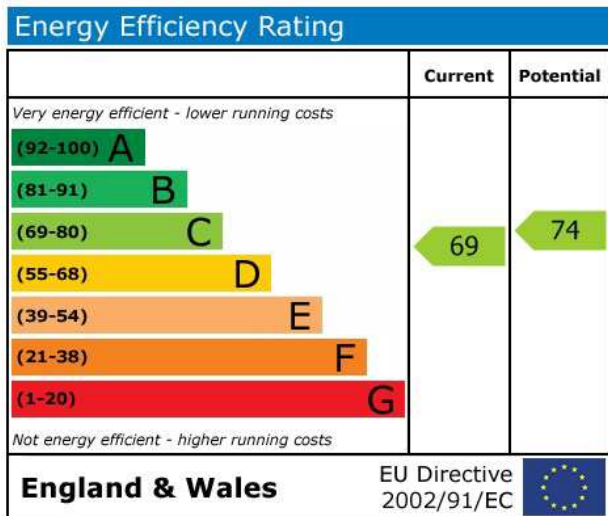 Energy Efficiency Rating
Current Potential
Very energy efficient - lower running costs
(92-100) A
(81-91) B
(69-80) C
(55-68) D
(39-54) E
(21-38) F
(1-20) G
69
74
Not energy efficient - higher running costs
England & Wales
EU Directive
2002/91/EC